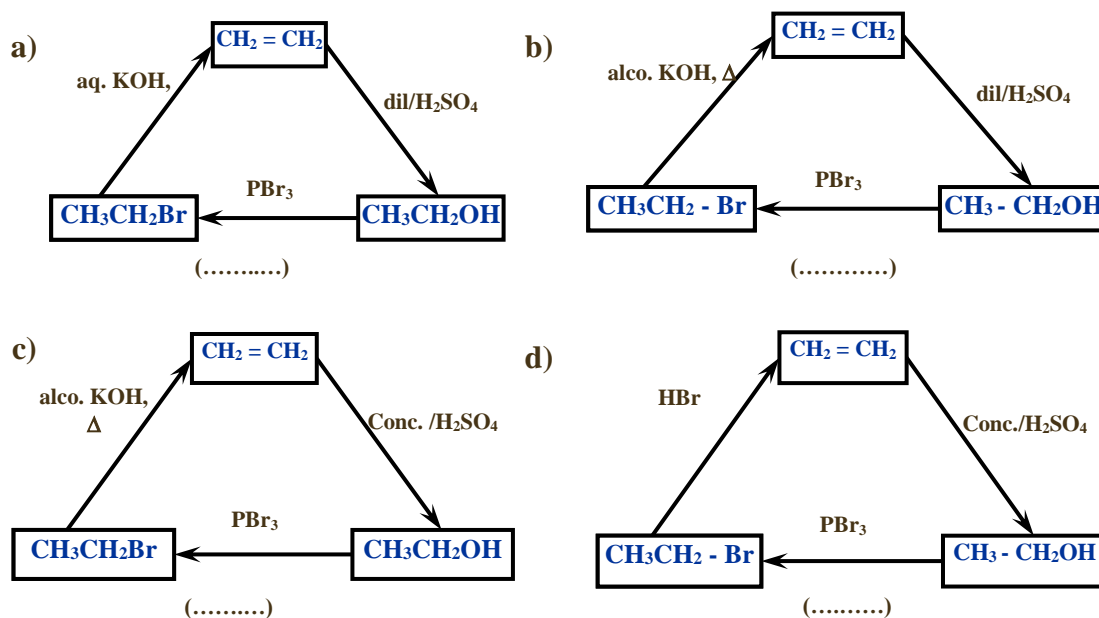 a)
CH₂ = CH₂
aq. KOH,
dil/H₂SO₄
PBr₃
CH₃CH₂Br
CH₃CH₂OH
(……..…)
b)
CH₂ = CH₂
alco. KOH, Δ
dil/H₂SO₄
PBr₃
CH₃CH₂ - Br
CH₃ - CH₂OH
(…………)
c)
CH₂ = CH₂
alco. KOH,
Δ
Conc. /H₂SO₄
PBr₃
CH₃CH₂Br
CH₃CH₂OH
(…….…)
d)
CH₂ = CH₂
HBr
Conc./H₂SO₄
PBr₃
CH₃CH₂ - Br
CH₃ - CH₂OH
(….……)